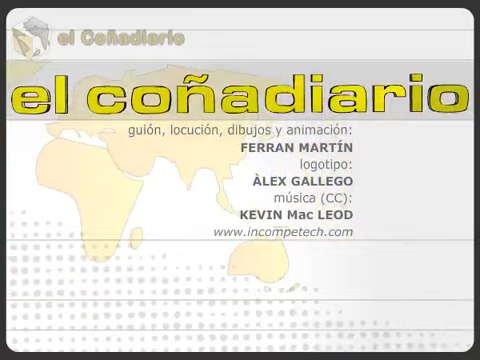 el Coñadiario
el coñadiario
guión, locución, dibujos y animación:
FERRAN MARTÍN
logotipo:
ÀLEX GALLEGO
música (CC):
KEVIN Mac LEOD
www.incompetech.com